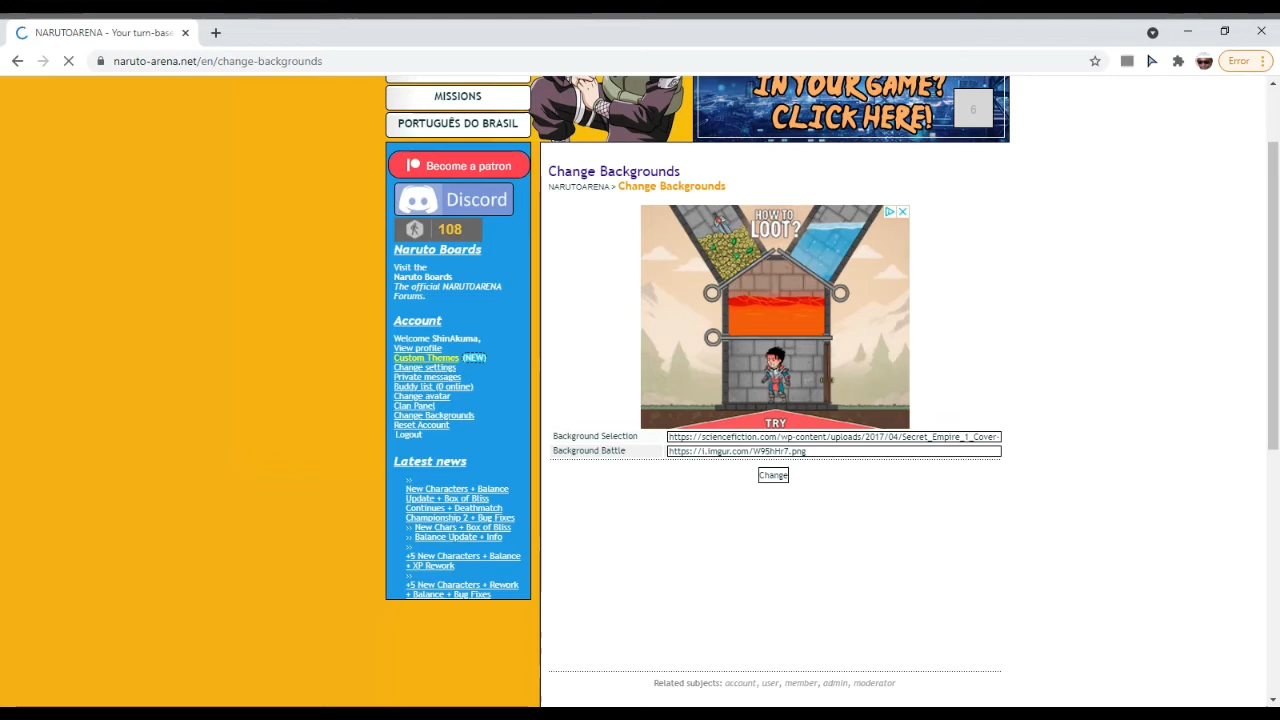 NARUTOARENA - Your turn-base
naruto-arena.net/en/change-backgrounds
Error
MISSIONS
PORTUGUÊS DO BRASIL
IN YOUR GAME?
CLICK HERE!
6
Become a patron
Discord
108
Naruto Boards
Visit the
Naruto Boards
The official NARUTOARENA
Forums.
Account
Welcome ShinAkuma,
View profile
Custom Themes (NEW)
Change settings
Private messages
Buddy list (0 online)
Change avatar
Clan Panel
Change Backgrounds
Reset Account
Logout
Latest news
»
New Characters + Balance
Update + Box of Bliss
Continues + Deathmatch
Championship 2 + Bug Fixes
» New Chars + Box of Bliss
» Balance Update + Info
»
+5 New Characters + Balance
+ XP Rework
»
+5 New Characters + Rework
+ Balance + Bug Fixes
Change Backgrounds
NARUTOARENA > Change Backgrounds
HOW TO
LOOT?
TRY
Background Selection https://sciencefiction.com/wp-content/uploads/2017/04/Secret_Empire_1_Cover-
Background Battle https://i.imgur.com/W95hHr7.png
Change
Related subjects: account, user, member, admin, moderator